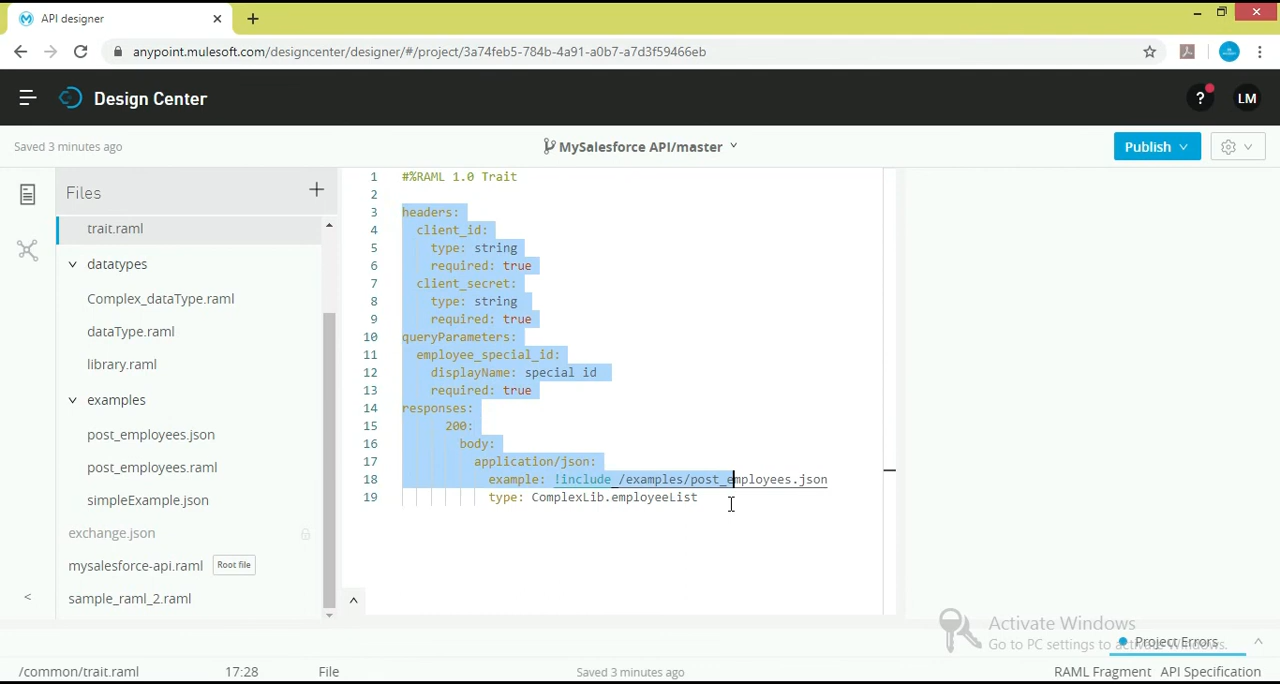 API designer
anypoint.mulesoft.com/designcenter/designer/#/project/3a74feb5-784b-4a91-a0b7-a7d3f59466eb
Design Center
?
LM
Saved 3 minutes ago
MySalesforce API/master
Publish
Files
trait.raml
datatypes
Complex_dataType.raml
dataType.raml
library.raml
examples
post_employees.json
post_employees.raml
simpleExample.json
exchange.json
mysalesforce-api.raml Root file
sample_raml_2.raml
1 #%RAML 1.0 Trait
2
3 headers:
4 client_id:
5 type: string
6 required: true
7 client_secret:
8 type: string
9 required: true
10 queryParameters:
11 employee_special_id:
12 displayName: special id
13 required: true
14 responses:
15 200:
16 body:
17 application/json:
18 example: !include /examples/post_employees.json
19 type: ComplexLib.employeeList
Activate Windows
Go to PC settings to activate Windows.
Project Errors
/common/trait.raml
17:28
File
Saved 3 minutes ago
RAML Fragment
API Specification